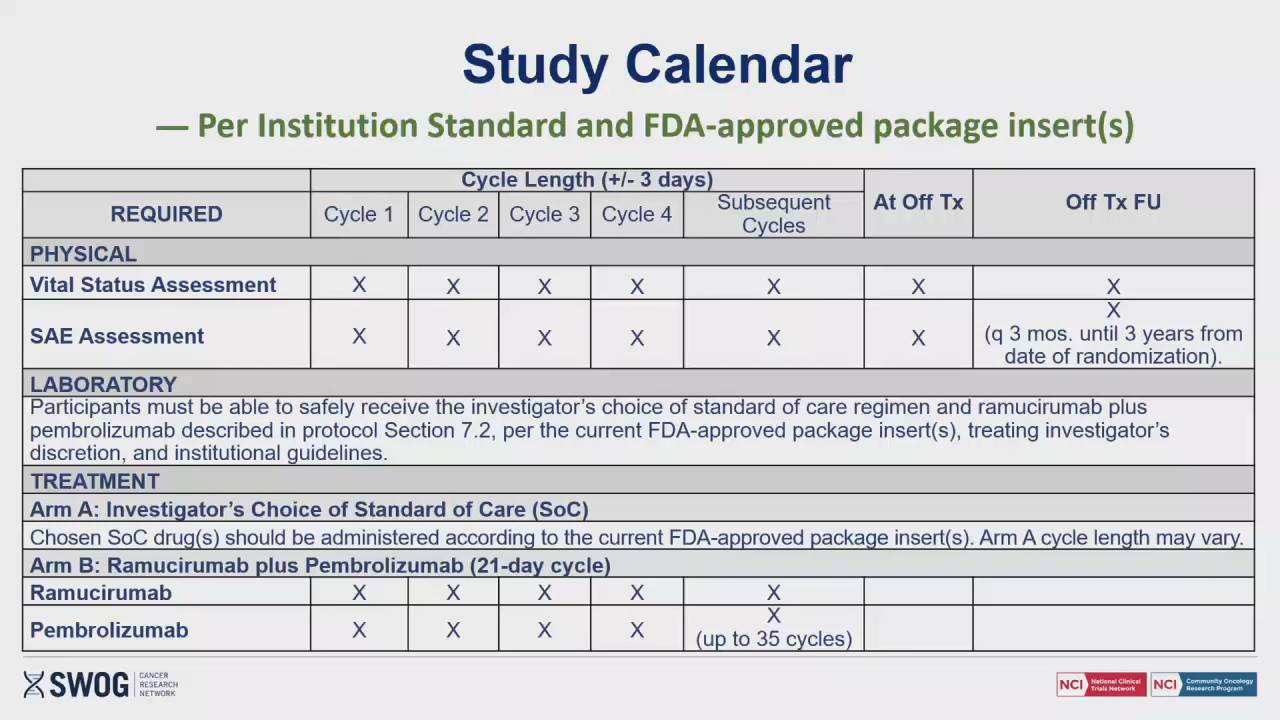 Study Calendar
— Per Institution Standard and FDA-approved package insert(s)
Cycle Length (+/- 3 days)
REQUIRED
Cycle 1
Cycle 2
Cycle 3
Cycle 4
Subsequent
Cycles
At Off Tx
Off Tx FU
PHYSICAL
Vital Status Assessment X X X X X X X
SAE Assessment X X X X X X X
(q 3 mos. until 3 years from
date of randomization).
LABORATORY
Participants must be able to safely receive the investigator's choice of standard of care regimen and ramucirumab plus
pembrolizumab described in protocol Section 7.2, per the current FDA-approved package insert(s), treating investigator's
discretion, and institutional guidelines.
TREATMENT
Arm A: Investigator's Choice of Standard of Care (SoC)
Chosen SoC drug(s) should be administered according to the current FDA-approved package insert(s). Arm A cycle length may vary.
Arm B: Ramucirumab plus Pembrolizumab (21-day cycle)
Ramucirumab X X X X X
Pembrolizumab X X X X X
(up to 35 cycles)
SWOG
CANCER
RESEARCH
NETWORK
NCI
National Clinical
Trials Network
NCI
Community Oncology
Research Program